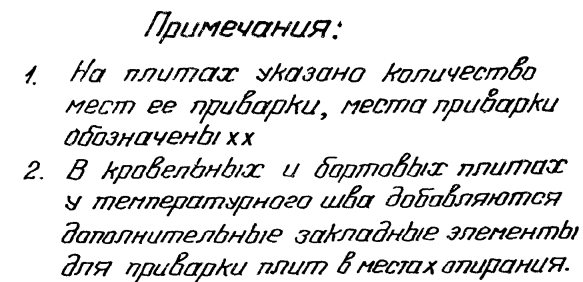 Примечания:
1. На плитах указано количество
мест ее приварки, места приварки
обозначены хх
2. В кровельных и бортовых плитах
у температурного шва добавляются
дополнительные закладные элементы
для приварки плит в местах опирания.